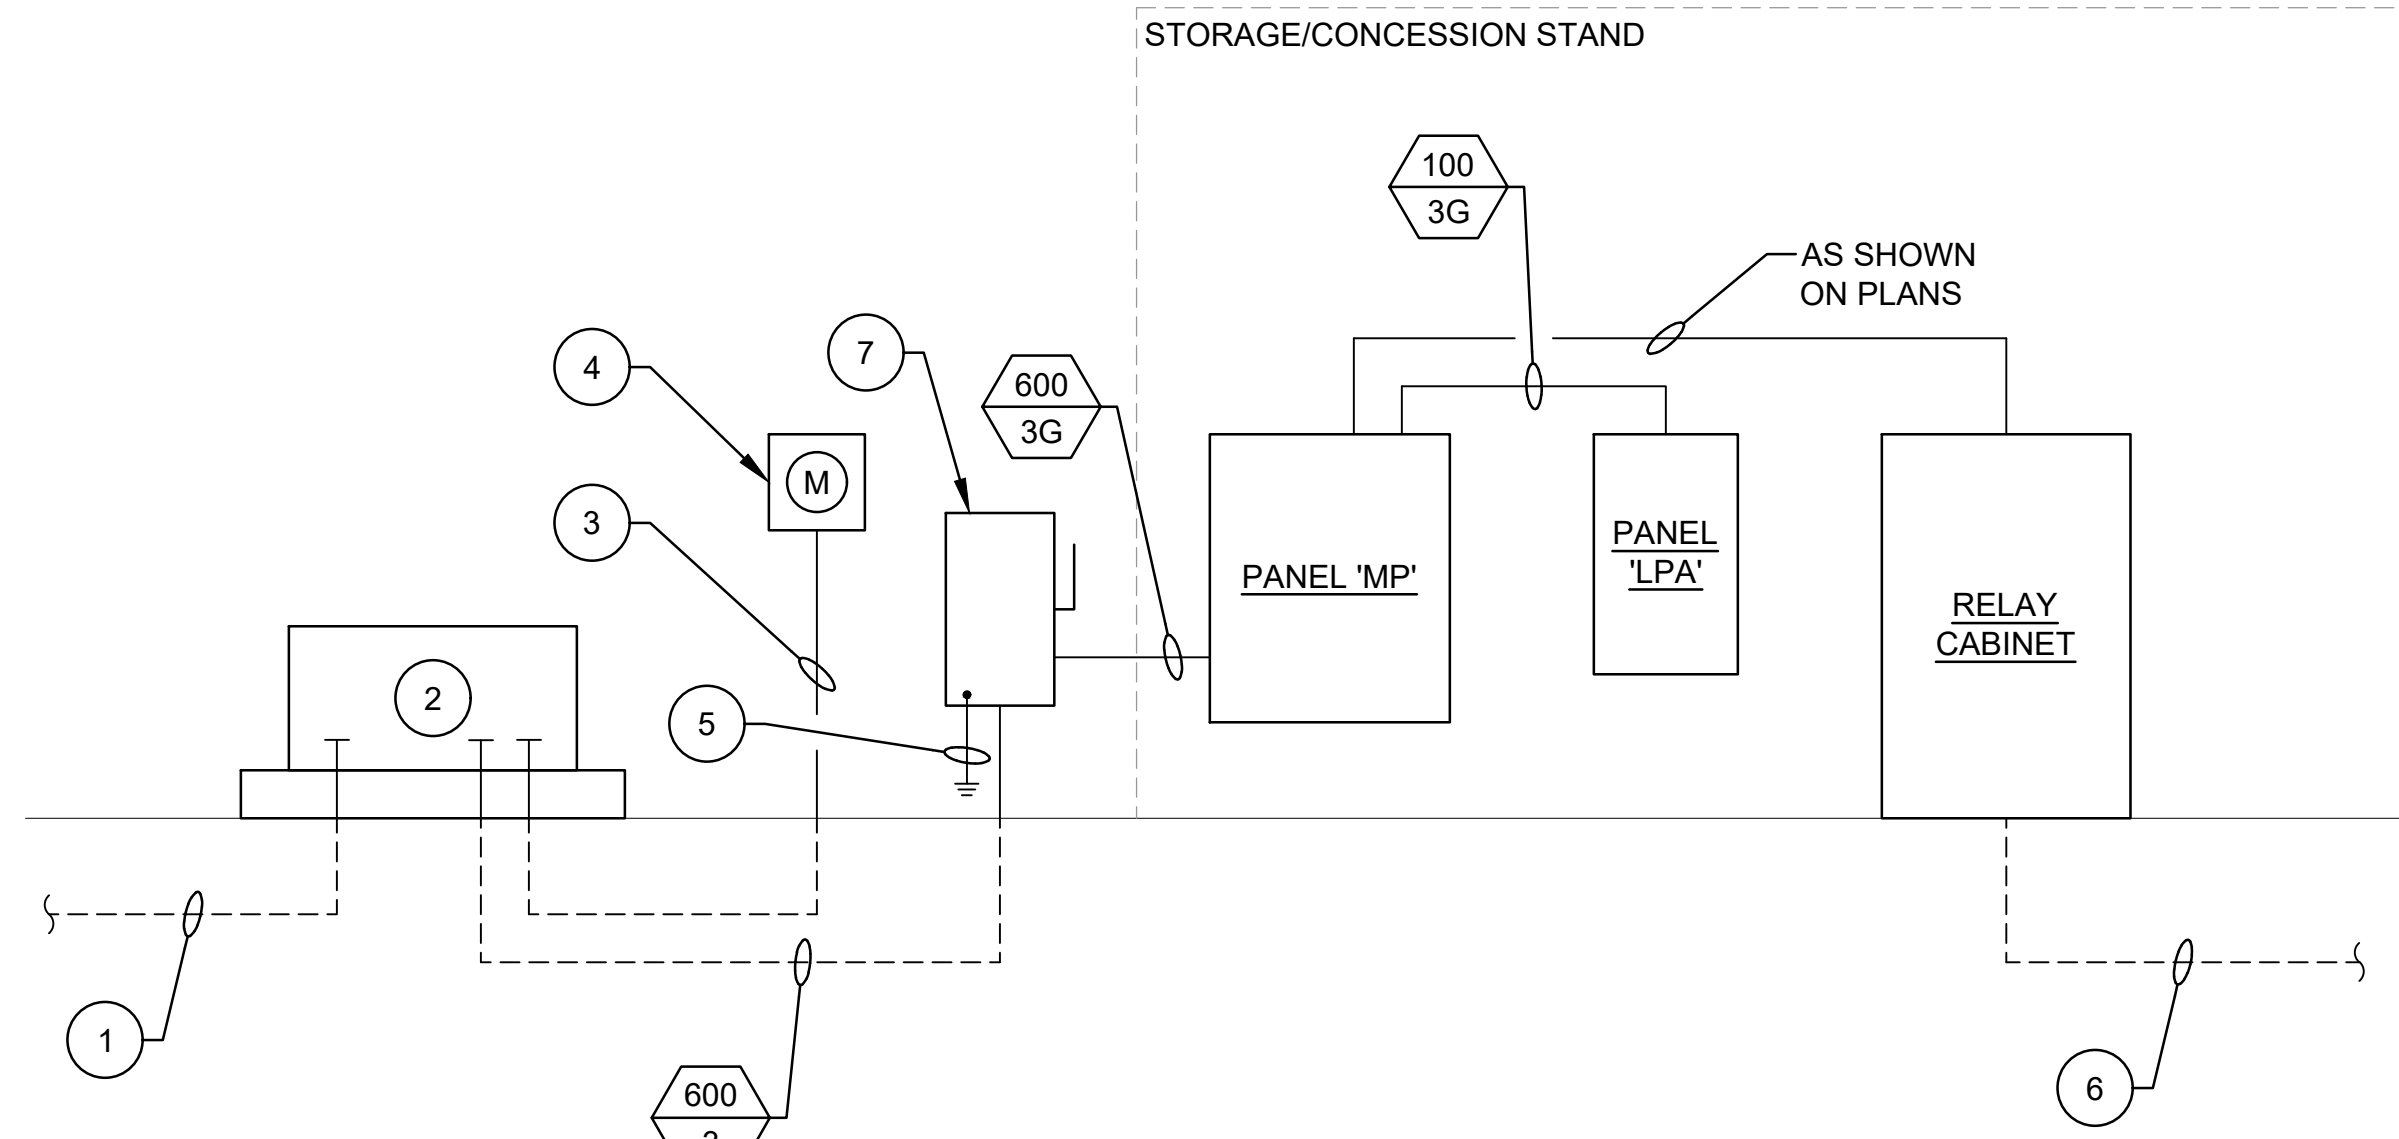 STORAGE/CONCESSION STAND
100
3G
AS SHOWN
ON PLANS
4
7
600
3G
M
3
PANEL 'MP'
PANEL
'LPA'
RELAY
CABINET
2
5
1
600
6